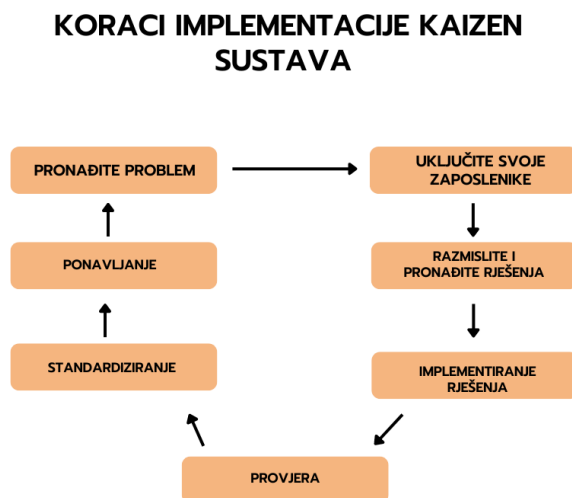 KORACI IMPLEMENTACIJE KAIZEN
SUSTAVA
PRONAĐITE PROBLEM
UKLJUČITE SVOJE
ZAPOSLENIKE
RAZMISLITE I
PRONAĐITE RJEŠENJA
IMPLEMENTIRANJE
RJEŠENJA
PROVJERA
STANDARDIZIRANJE
PONAVLJANJE